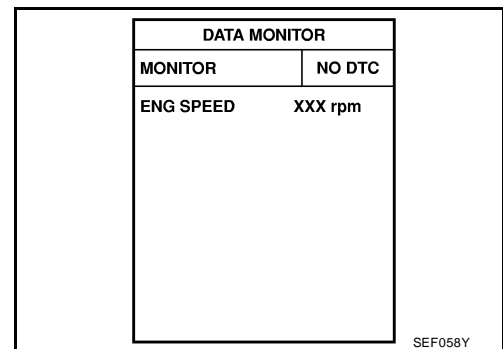 DATA MONITOR
MONITOR NO DTC
ENG SPEED XXX rpm
SEF058Y